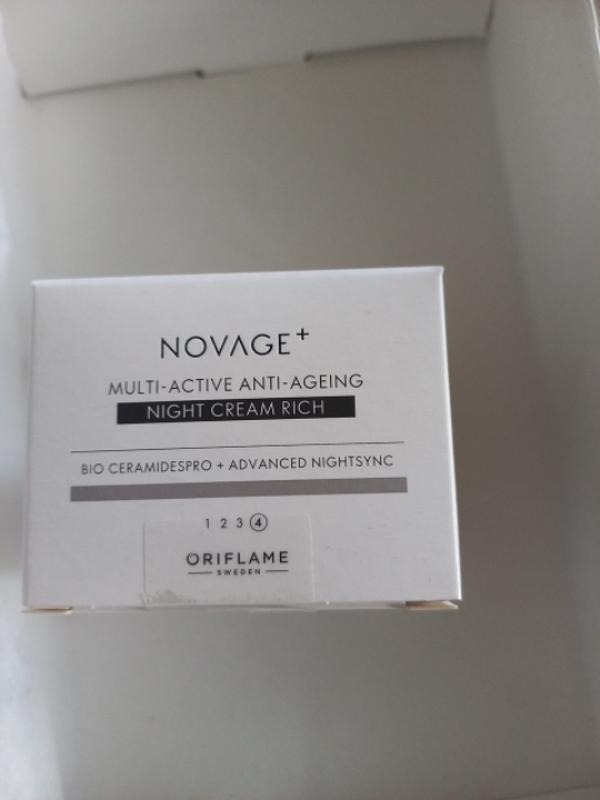 NOVAGE+
MULTI-ACTIVE ANTI-AGEING
NIGHT CREAM RICH
BIO CERAMIDESPRO + ADVANCED NIGHTSYNC
1 2 3 4
ORIFLAME
SWEDEN